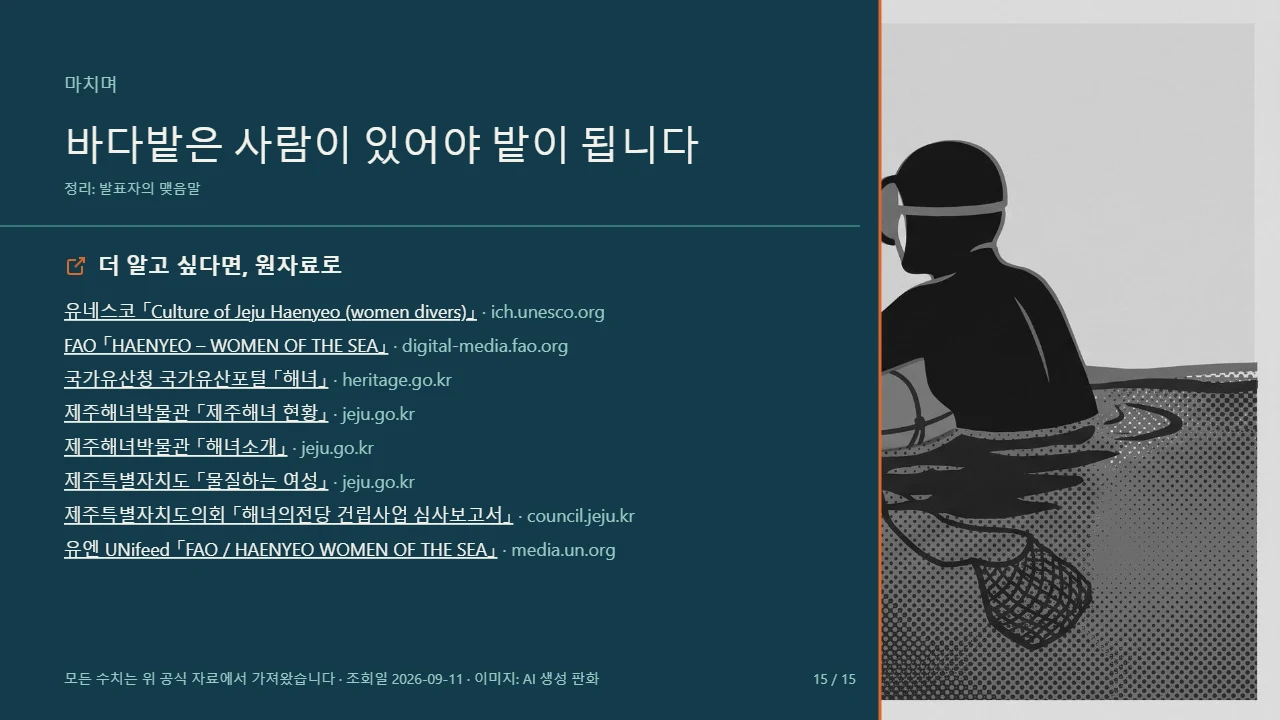 마치며
바다밭은 사람이 있어야 밭이 됩니다
정리: 발표자의 맺음말
더 알고 싶다면, 원자료로
유네스코 「Culture of Jeju Haenyeo (women divers)」 · ich.unesco.org
FAO 「HAENYEO – WOMEN OF THE SEA」 · digital-media.fao.org
국가유산청 국가유산포털 「해녀」 · heritage.go.kr
제주해녀박물관 「제주해녀 현황」 · jeju.go.kr
제주해녀박물관 「해녀소개」 · jeju.go.kr
제주특별자치도 「물질하는 여성」 · jeju.go.kr
제주특별자치도의회 「해녀의전당 건립사업 심사보고서」 · council.jeju.kr
유엔 UNifeed 「FAO / HAENYEO WOMEN OF THE SEA」 · media.un.org
모든 수치는 위 공식 자료에서 가져왔습니다 · 조회일 2026-09-11 · 이미지: AI 생성 판화
15 / 15